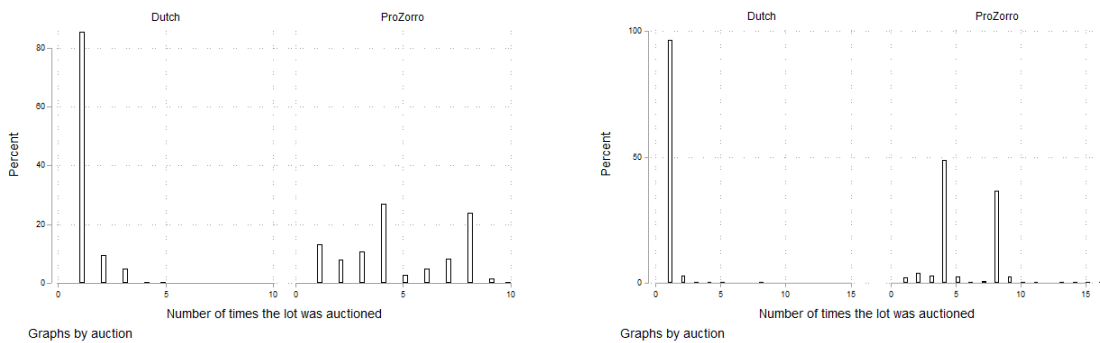 Dutch
ProZorro
Percent
80
60
40
20
0
0
5
10
0
5
10
Number of times the lot was auctioned
Graphs by auction
Dutch
ProZorro
Percent
100
50
0
0
5
10
15
0
5
10
15
Number of times the lot was auctioned
Graphs by auction